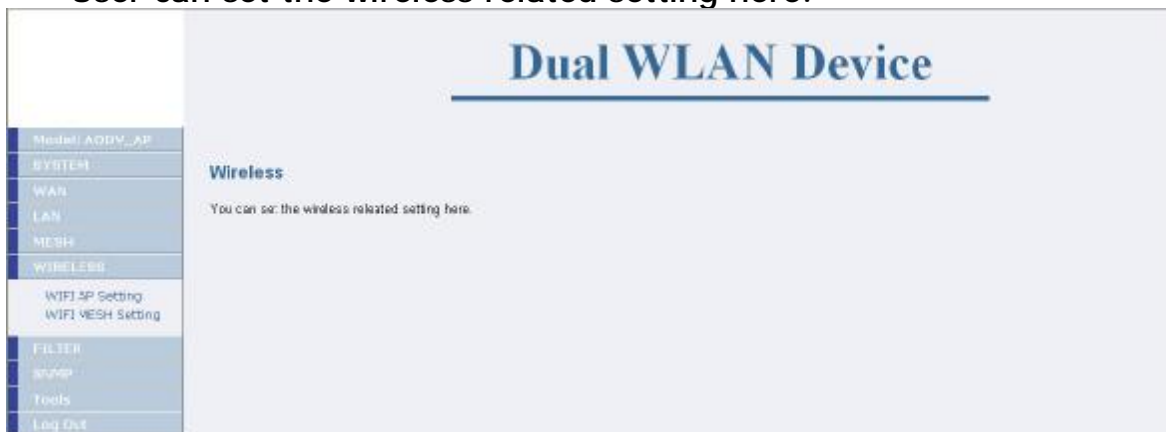 User can set the wireless related setting here.
Dual WLAN Device
Model: AODV_AP
SYSTEM
WAN
LAN
MESH
WIRELESS
WIFI AP Setting
WIFI MESH Setting
FILTER
SNMP
Tools
Log Out
Wireless
You can set the wireless releated setting here.